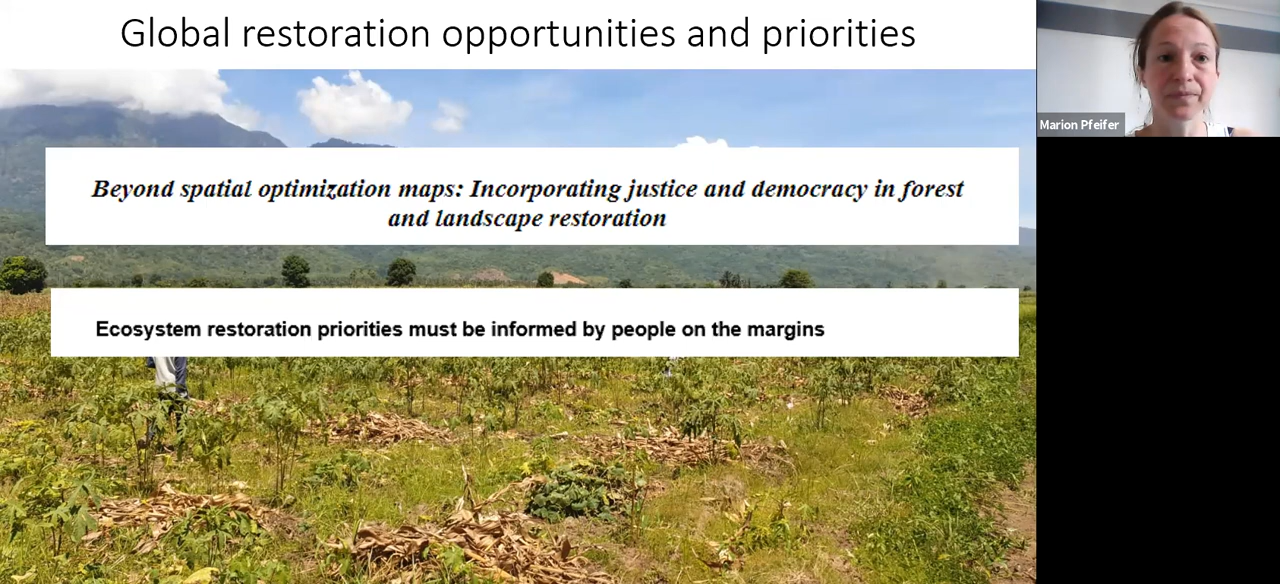 Global restoration opportunities and priorities
Beyond spatial optimization maps: Incorporating justice and democracy in forest
and landscape restoration
Ecosystem restoration priorities must be informed by people on the margins
Marion Pfeifer